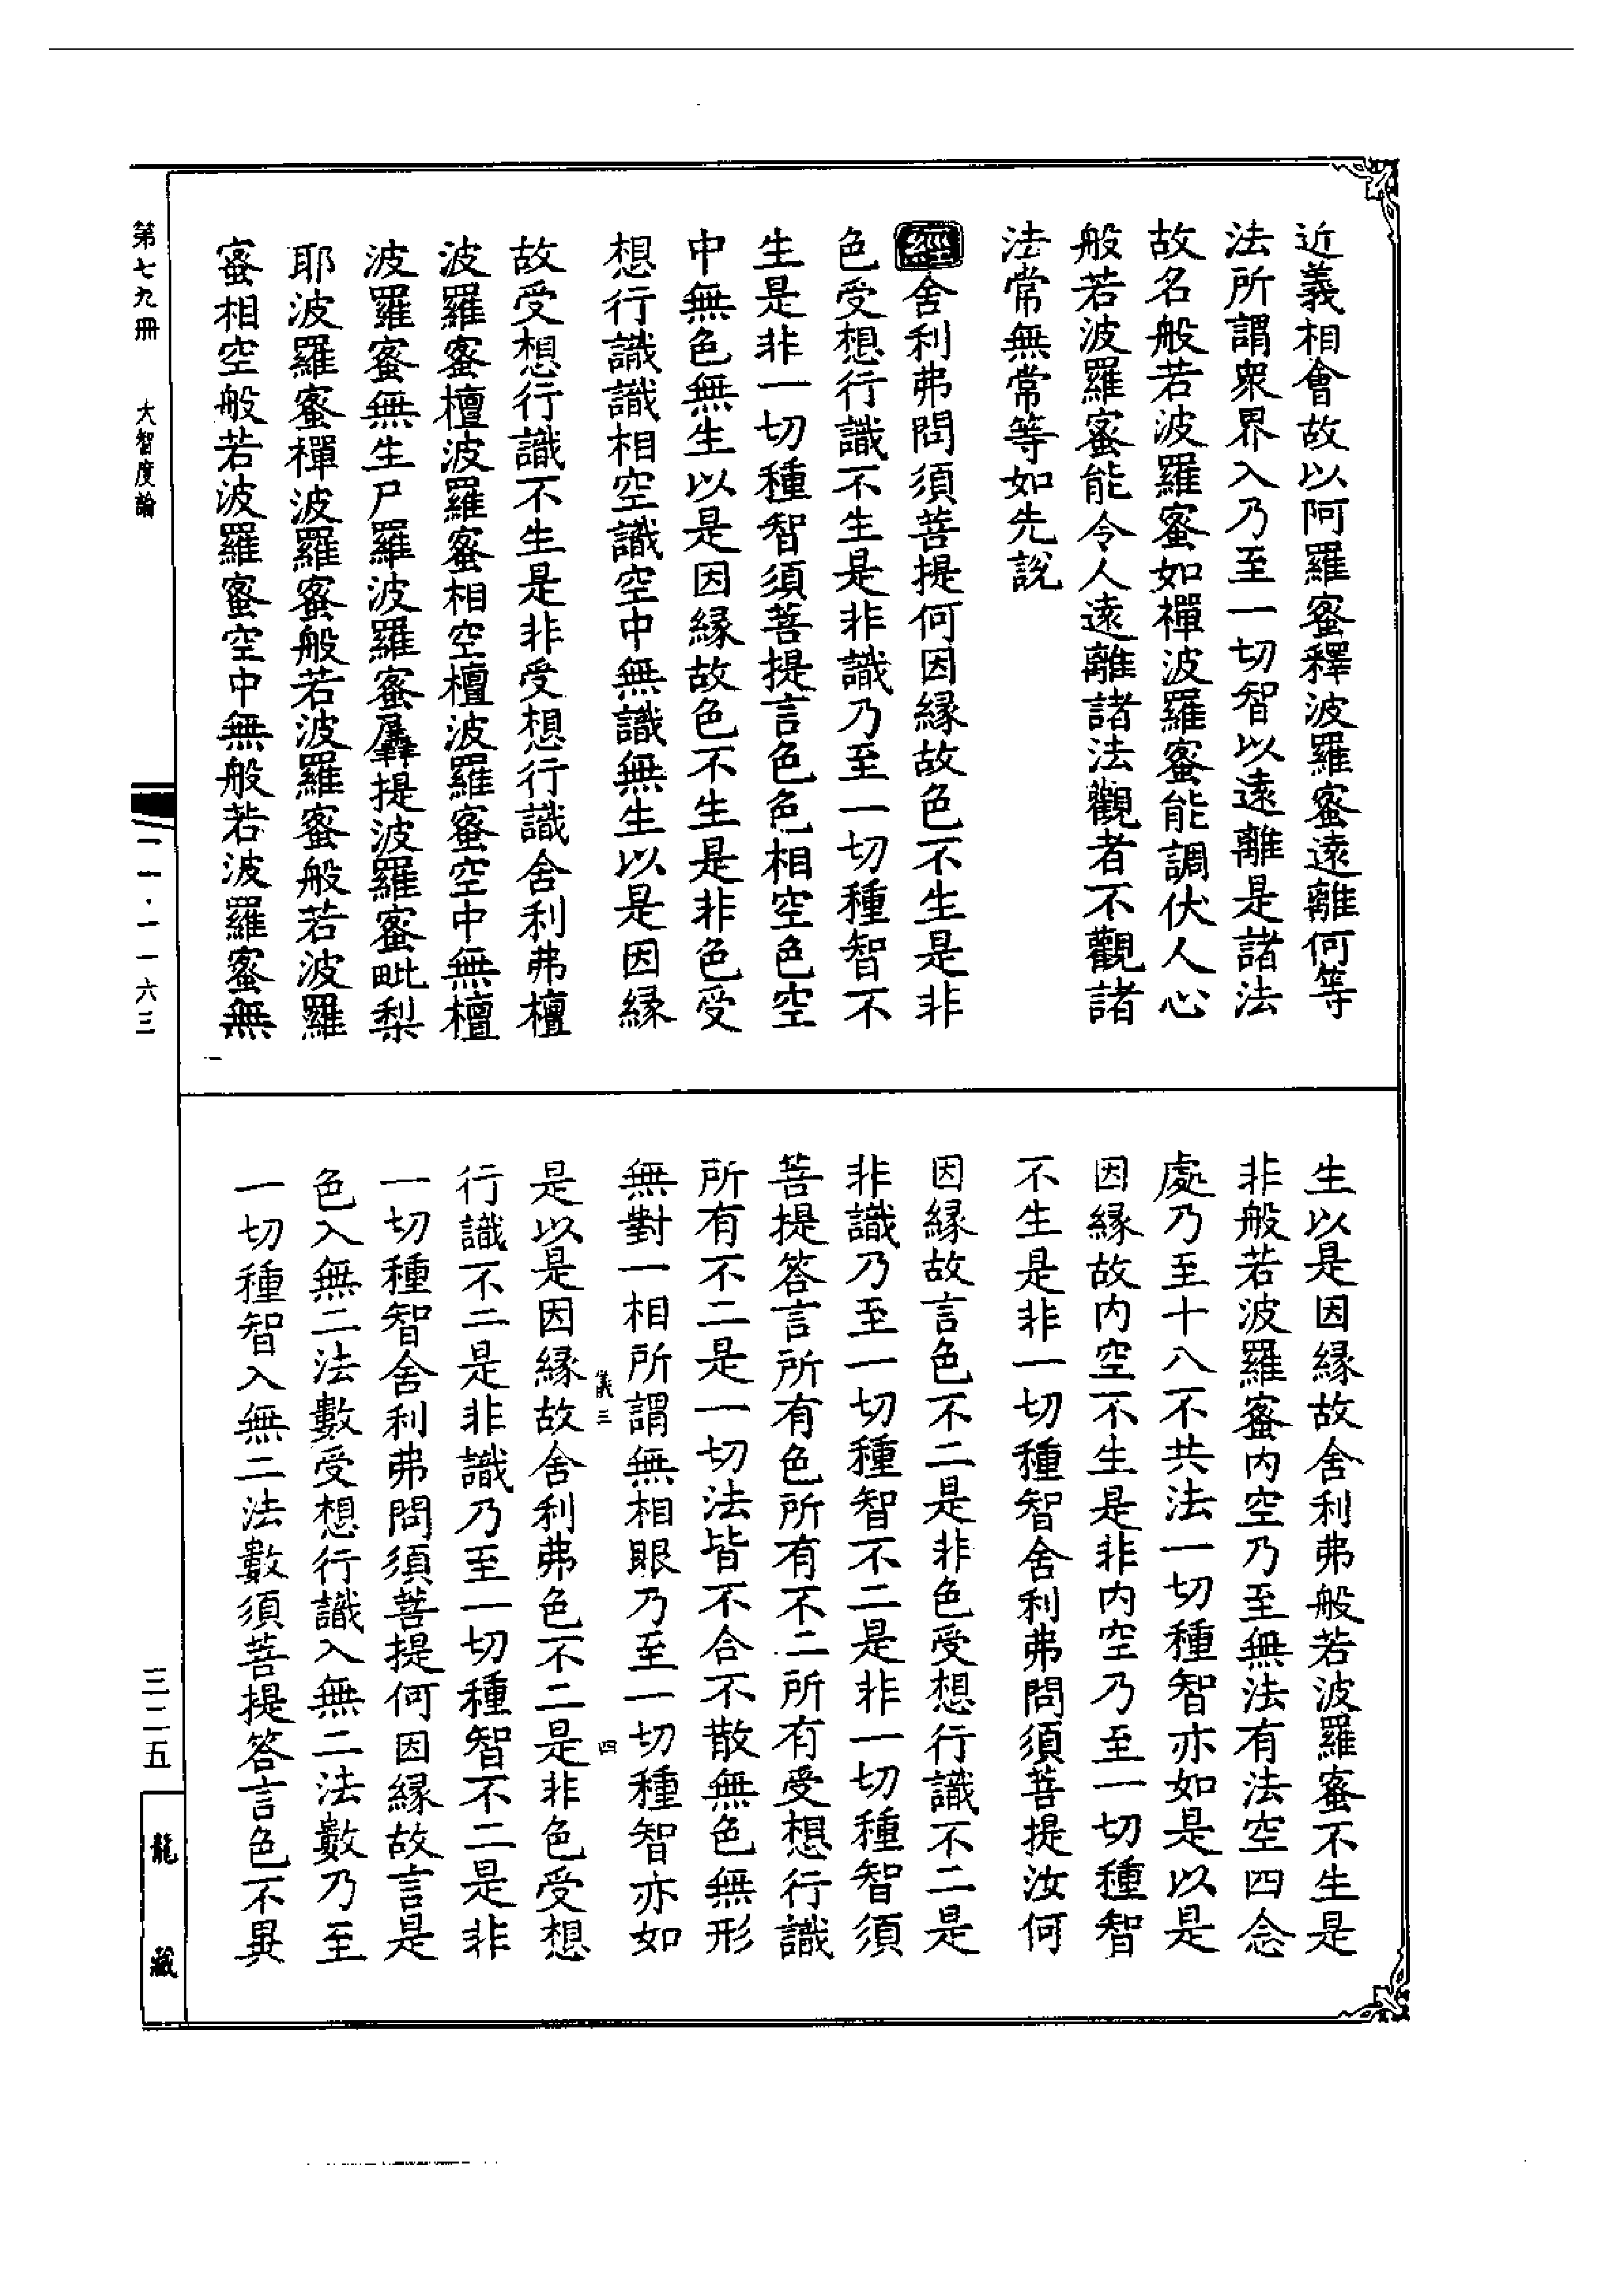 近義相會故以阿羅蜜釋波羅蜜遠離何等
法所謂衆界入乃至一切智以遠離是諸法
故名般若波羅蜜如禪波羅蜜能調伏人心
般若波羅蜜能令人遠離諸法觀者不觀諸
法常無常等如先說
經舍利弗問須菩提何因緣故色不生是非
色受想行識不生是非識乃至一切種智不
生是非一切種智須菩提言色色相空色空
中無色無生以是因緣故色不生是非色受
想行識識相空識空中無識無生以是因緣
故受想行識不生是非受想行識舍利弗檀
波羅蜜檀波羅蜜相空檀波羅蜜空中無檀
波羅蜜無生尸羅波羅蜜羼提波羅蜜毗梨
耶波羅蜜禪波羅蜜般若波羅蜜般若波羅
蜜相空般若波羅蜜空中無般若波羅蜜無
生以是因緣故舍利弗般若波羅蜜不生是
非般若波羅蜜內空乃至無法有法空四念
處乃至十八不共法一切種智亦如是以是
因緣故內空不生是非內空乃至一切種智
不生是非一切種智舍利弗問須菩提汝何
因緣故言色不二是非色受想行識不二是
非識乃至一切種智不二是非一切種智須
菩提答言所有色所有不二所有受想行識
所有不二是一切法皆不合不散無色無形
無對一相所謂無相眼乃至一切種智亦如
儀三 四
是以是因緣故舍利弗色不二是非色受想
行識不二是非識乃至一切種智不二是非
一切種智舍利弗問須菩提何因緣故言是
色入無二法數受想行識入無二法數乃至
一切種智入無二法數須菩提答言色不異
第七九冊 大智度論
一一·一一六三
三二五
龍藏